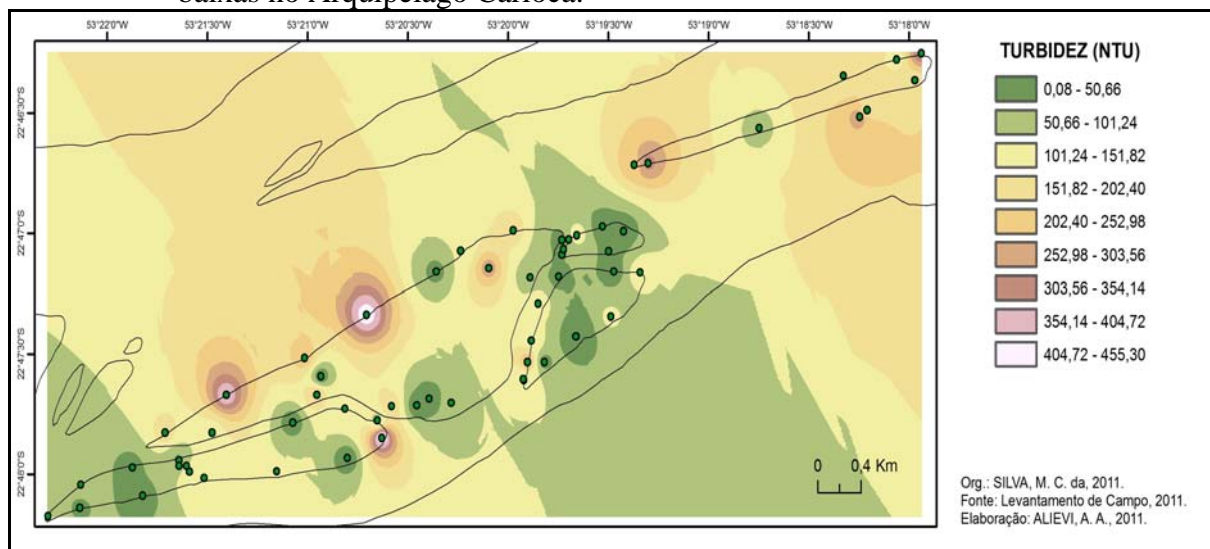 baixas no Arquipélago Carioca.
53°22'0"W 53°21'30"W 53°21'0"W 53°20'30"W 53°20'0"W 53°19'30"W 53°19'0"W 53°18'30"W 53°18'0"W
22°46'30"S
22°47'0"S
22°47'30"S
22°48'0"S
0 0,4 Km
TURBIDEZ (NTU)
0,08 - 50,66
50,66 - 101,24
101,24 - 151,82
151,82 - 202,40
202,40 - 252,98
252,98 - 303,56
303,56 - 354,14
354,14 - 404,72
404,72 - 455,30
Org.: SILVA, M. C. da, 2011.
Fonte: Levantamento de Campo, 2011.
Elaboração: ALIEVI, A. A., 2011.